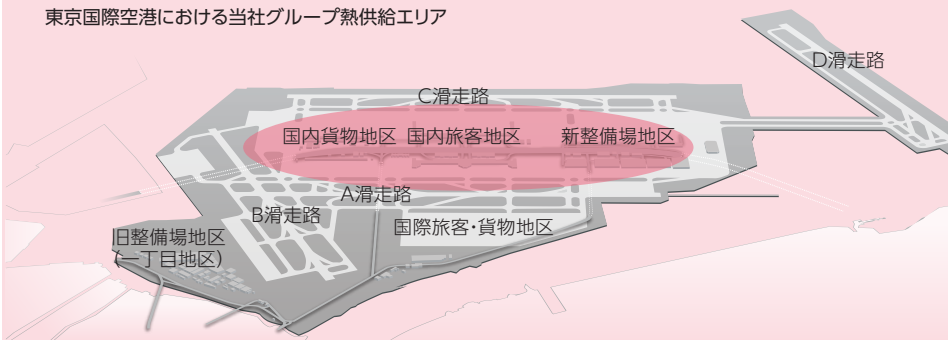 東京国際空港における当社グループ熱供給エリア
D滑走路
C滑走路
国内貨物地区 国内旅客地区 新整備場地区
A滑走路
B滑走路
国際旅客・貨物地区
旧整備場地区
(一丁目地区)